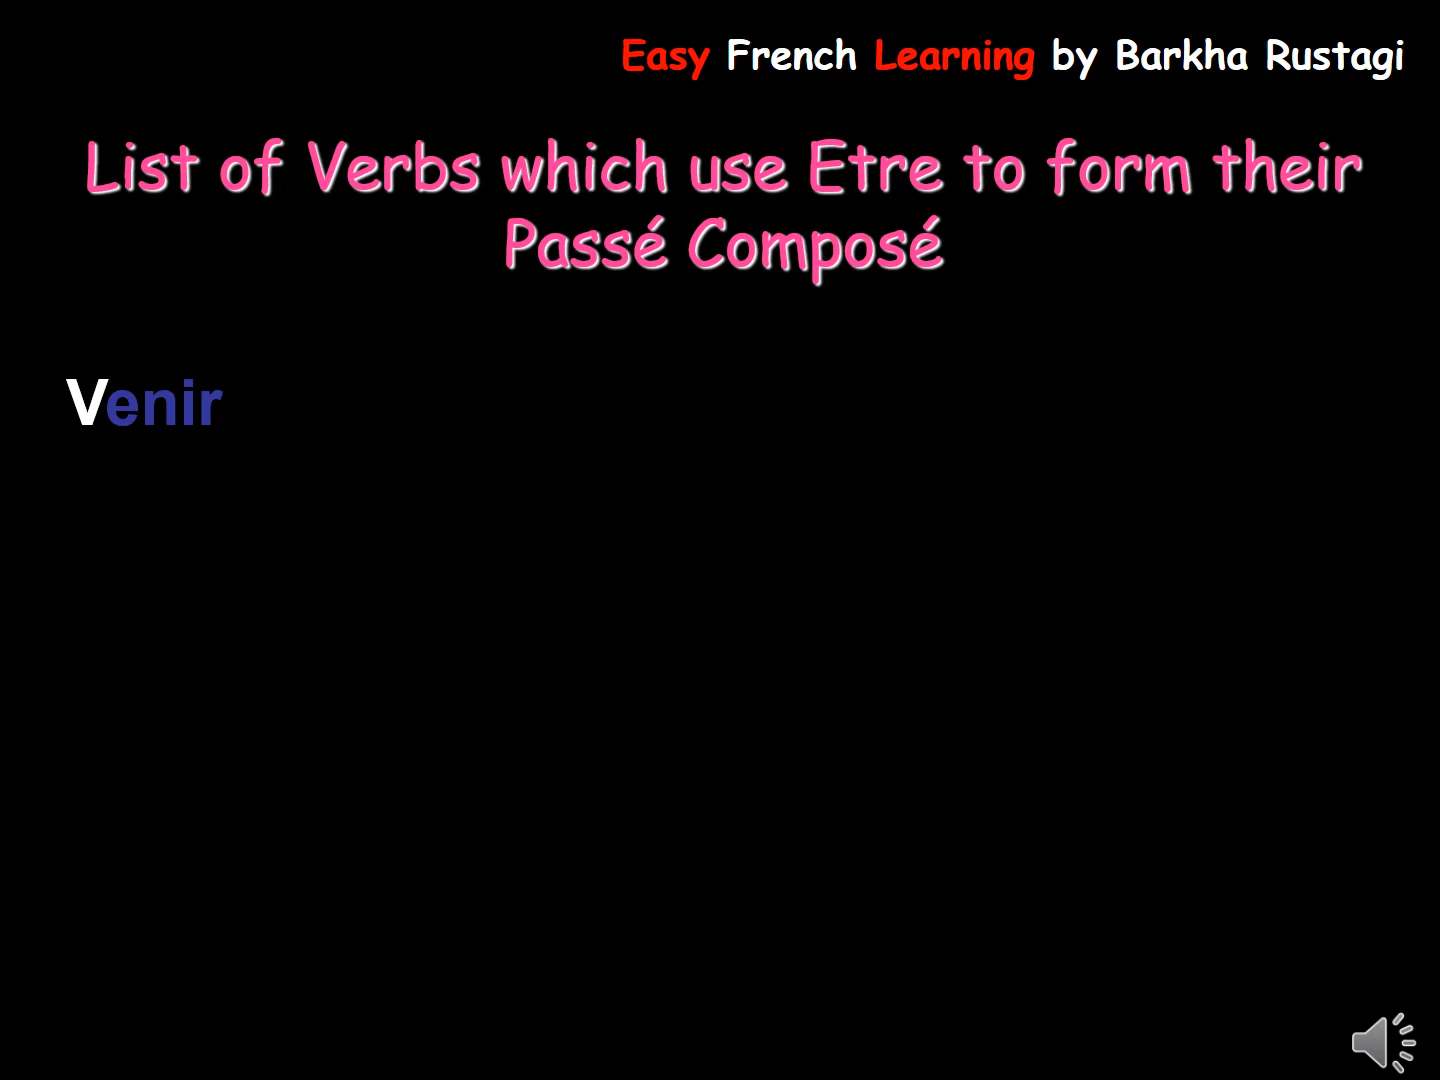 Easy French Learning by Barkha Rustagi
List of Verbs which use Etre to form their
Passé Composé
Venir